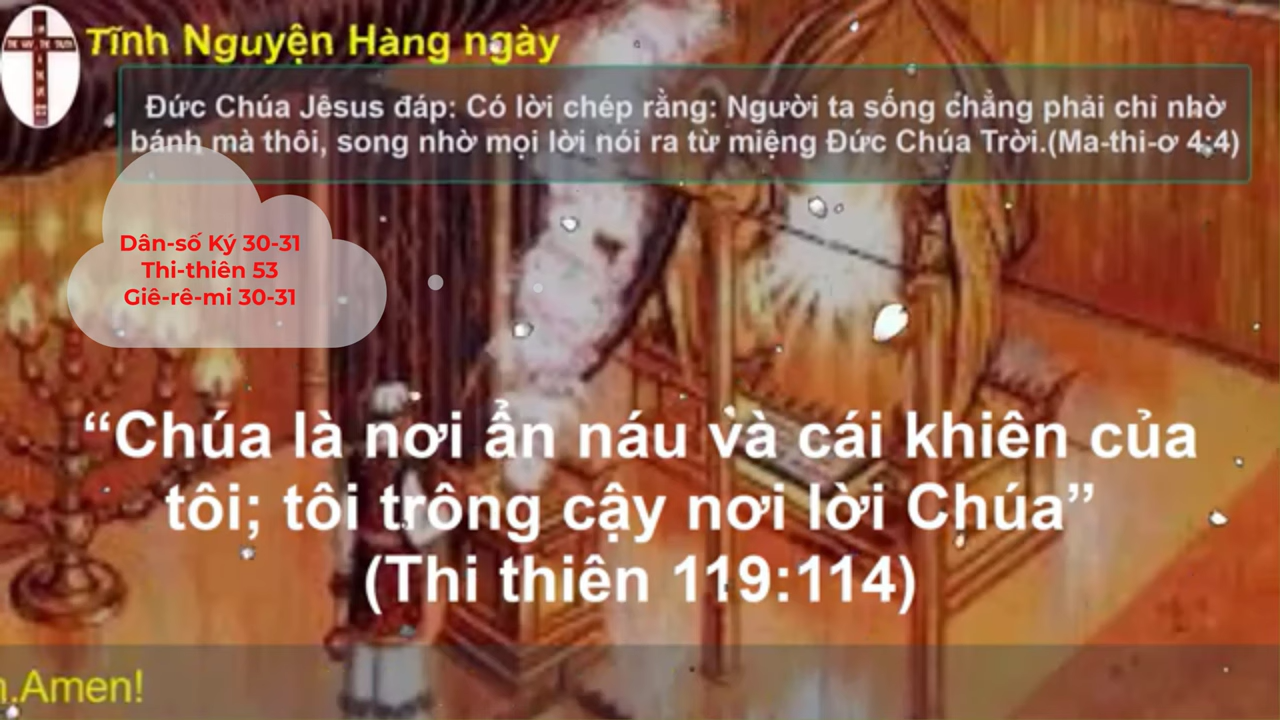 Tĩnh Nguyện Hàng ngày
Đức Chúa Jêsus đáp: Có lời chép rằng: Người ta sống chẳng phải chỉ nhờ
bánh mà thôi, song nhờ mọi lời nói ra từ miệng Đức Chúa Trời.(Ma-thi-ơ 4:4)
Dân-số Ký 30-31
Thi-thiên 53
Giê-rê-mi 30-31
“Chúa là nơi ẩn náu và cái khiên của
tôi; tôi trông cậy nơi lời Chúa”
(Thi thiên 119:114)
.Amen!